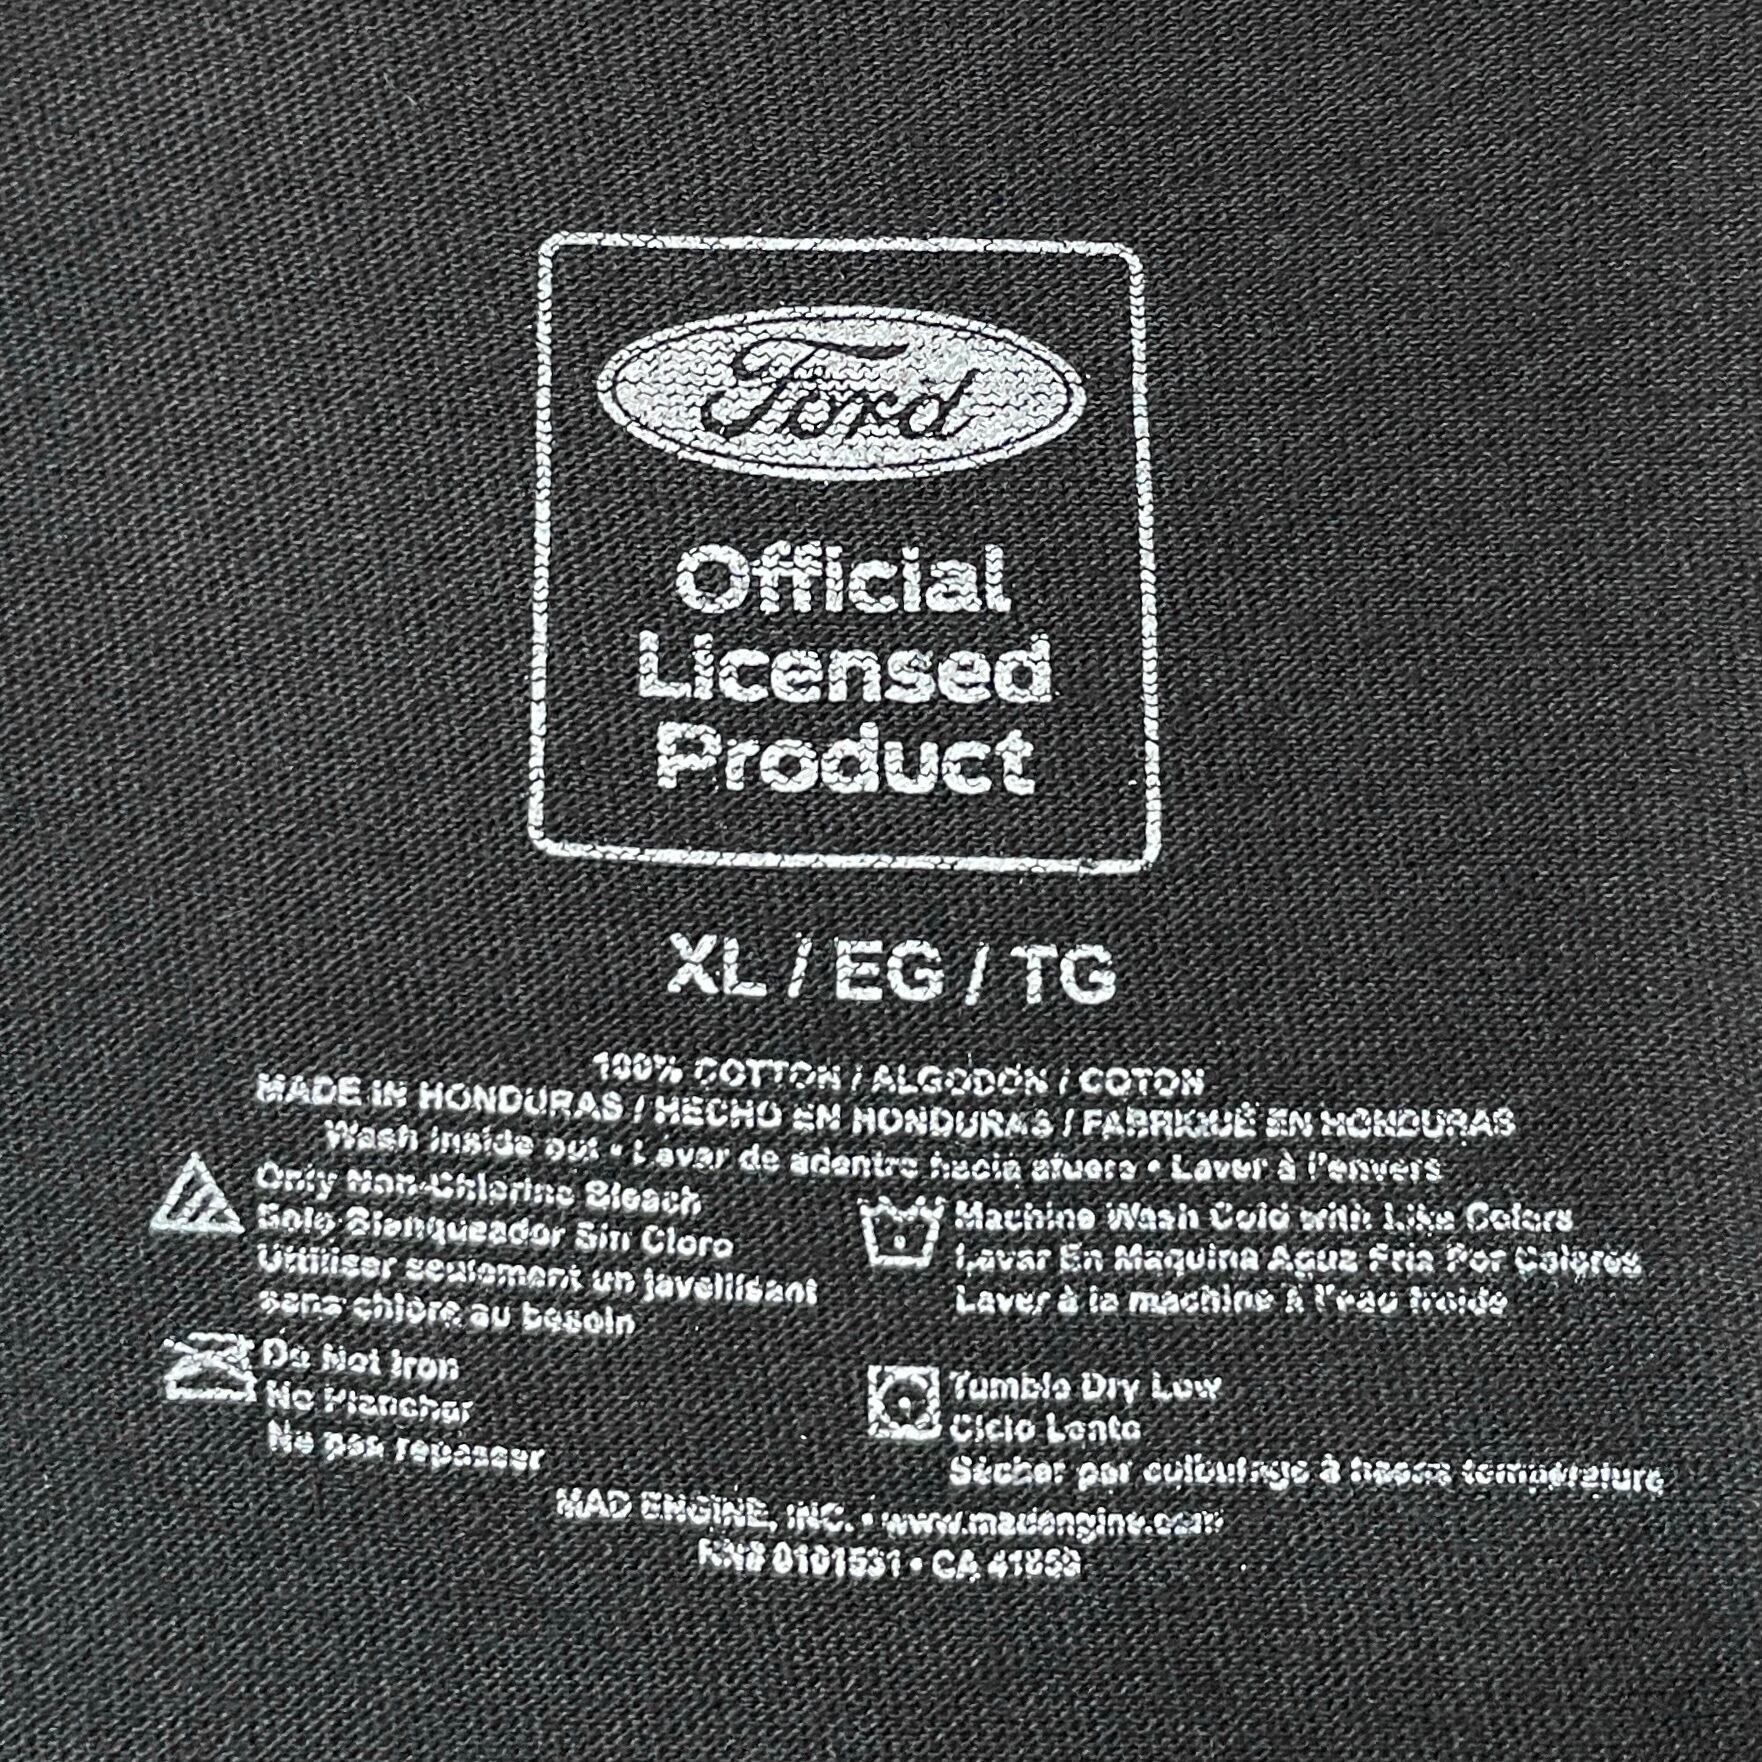 Ford
Official
Licensed
Product
XL / EG / TG
100% COTTON / ALGODÓN / COTON
MADE IN HONDURAS / HECHO EN HONDURAS / FABRIQUÉ EN HONDURAS
Wash inside out • Lavar de adentro hacia afuera • Laver à l'envers
Only Non-Chlorine Bleach
Solo Blanqueador Sin Cloro
Utiliser seulement un javellisant
sans chlore au besoin
Machine Wash Cold with Like Colors
Lavar En Maquina Agua Fria Por Colores
Laver à la machine à l'eau froide
Do Not Iron
No Planchar
Ne pas repasser
Tumble Dry Low
Ciclo Lento
Sécher par culbutage à basse température
MAD ENGINE, INC. • www.madengine.com
RN# 0101531 • CA 41859